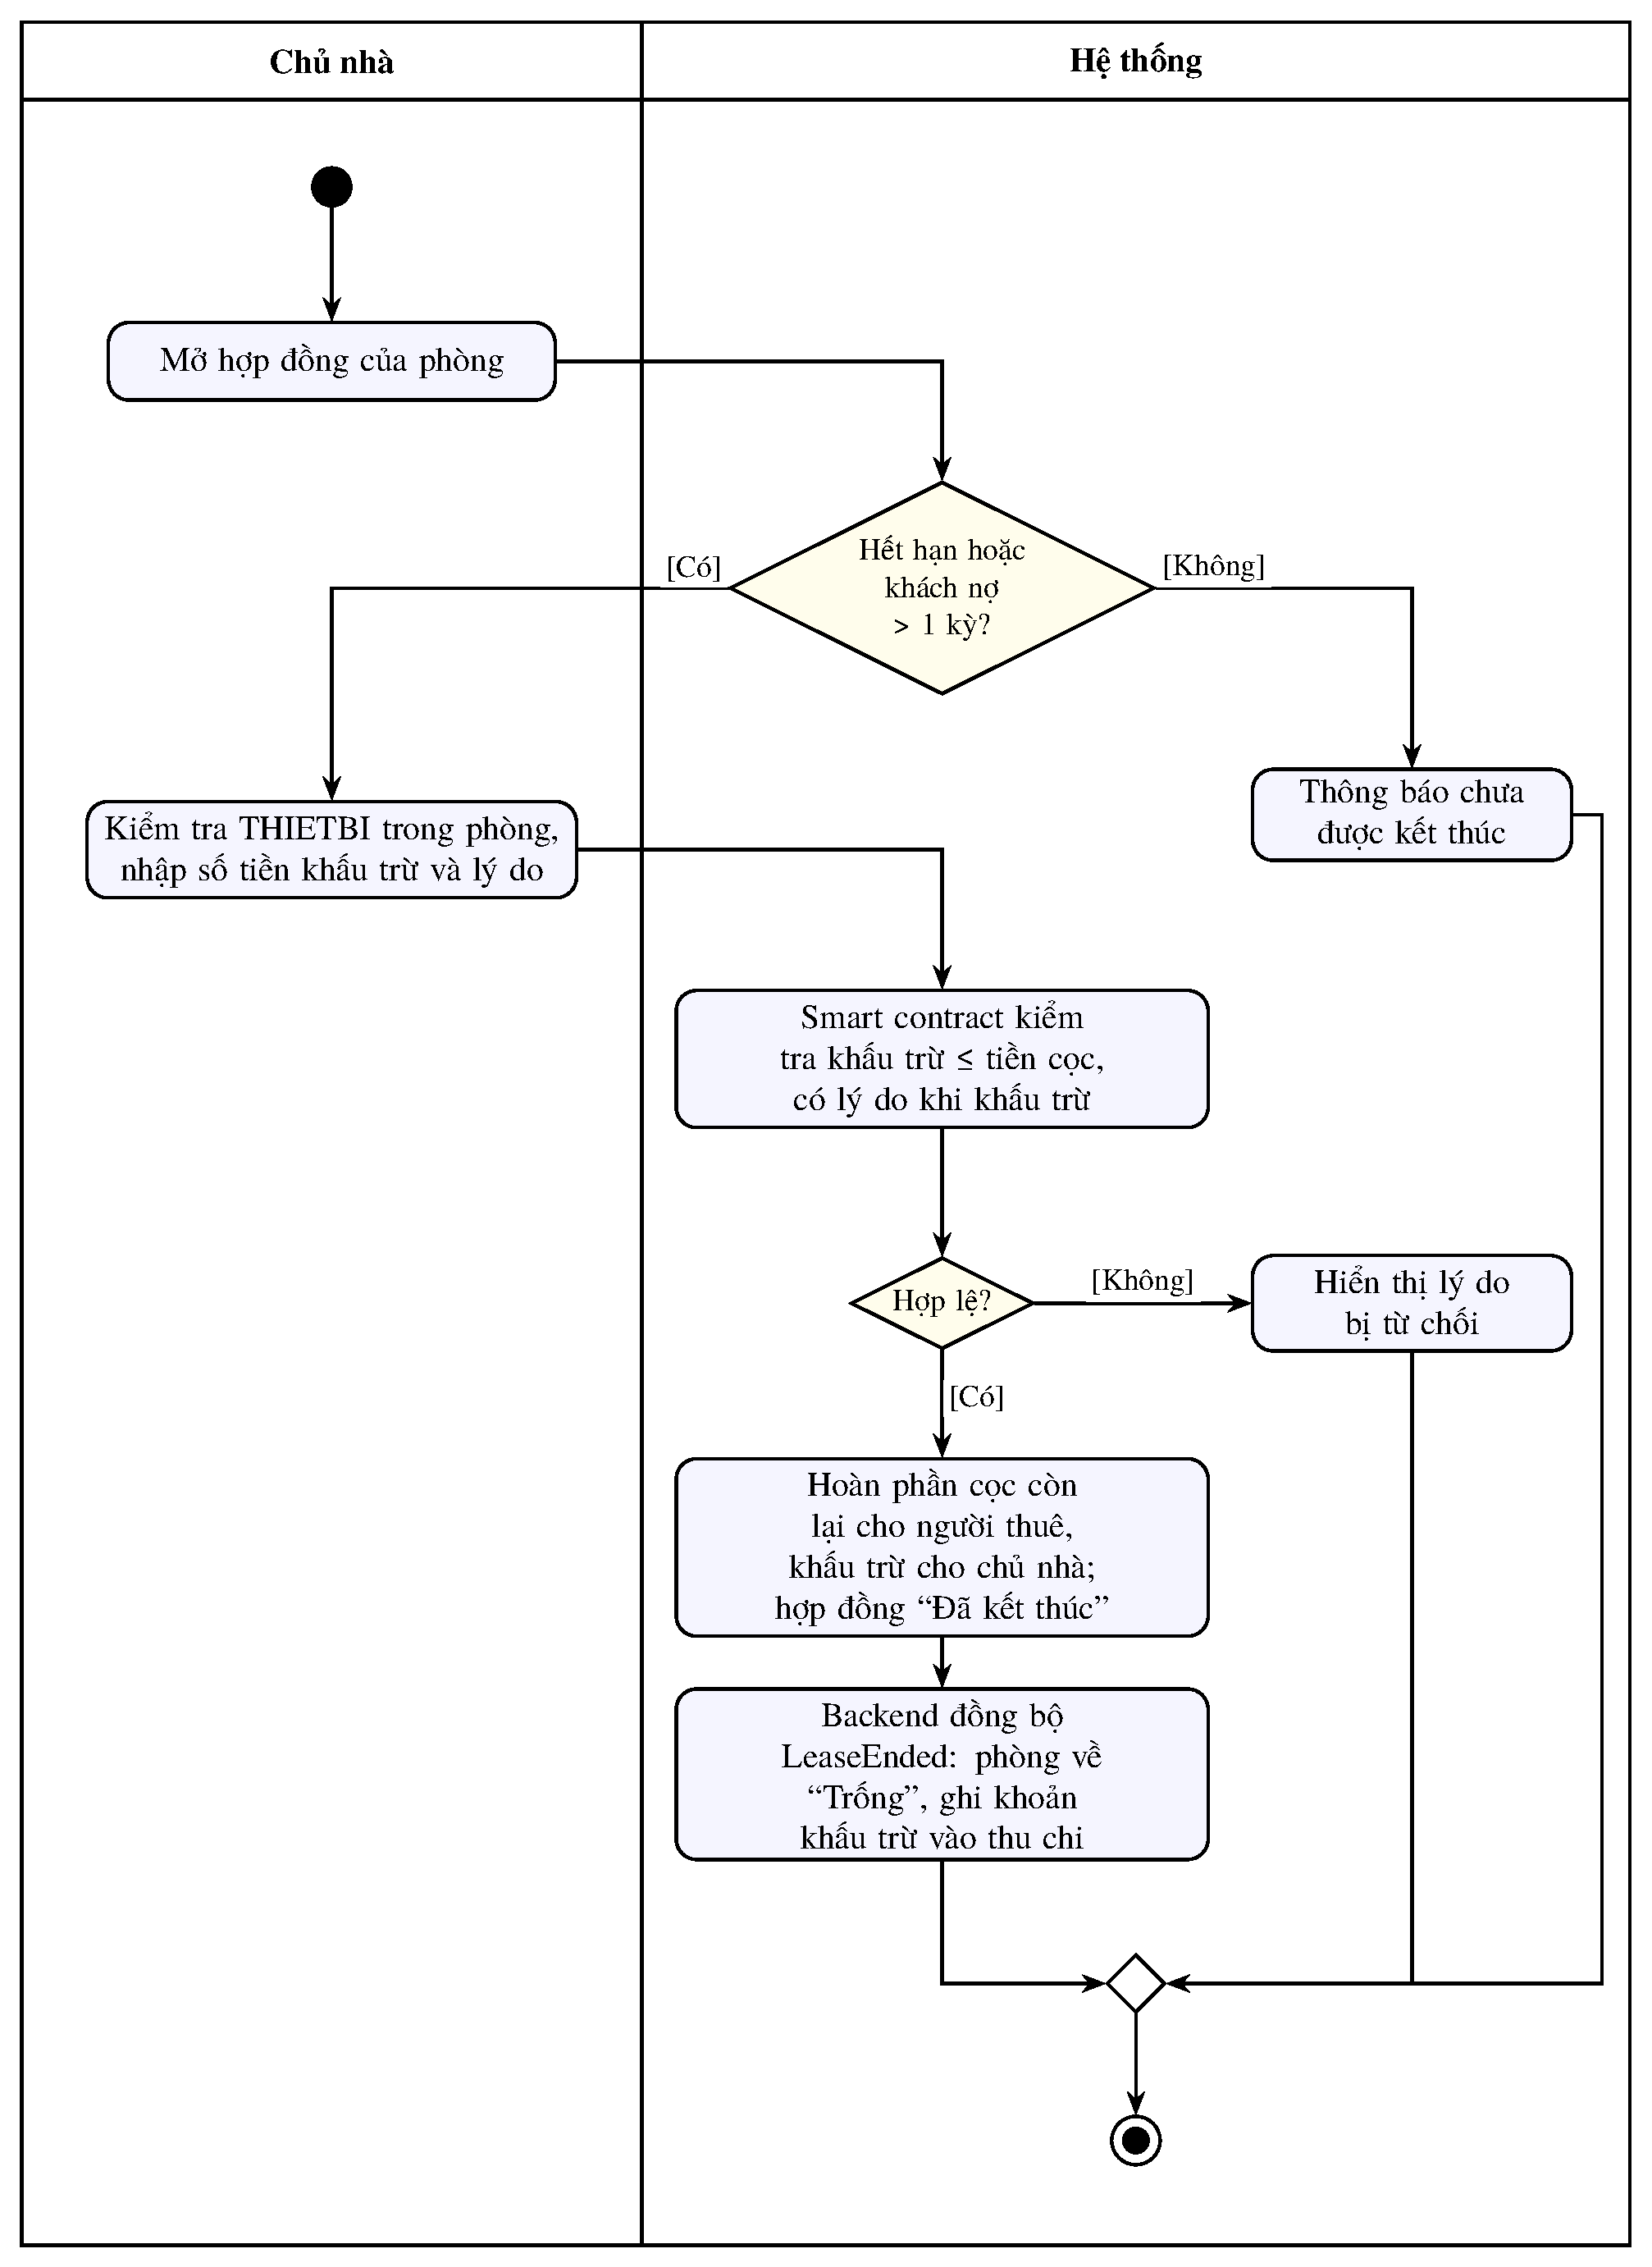 Chủ nhà
Hệ thống
Mở hợp đồng của phòng
Hết hạn hoặc
khách nợ
> 1 kỳ?
[Có]
[Không]
Kiểm tra THIETBI trong phòng,
nhập số tiền khấu trừ và lý do
Thông báo chưa
được kết thúc
Smart contract kiểm
tra khấu trừ ≤ tiền cọc,
có lý do khi khấu trừ
Hợp lệ?
[Không]
Hiển thị lý do
bị từ chối
[Có]
Hoàn phần cọc còn
lại cho người thuê,
khấu trừ cho chủ nhà;
hợp đồng “Đã kết thúc”
Backend đồng bộ
LeaseEnded: phòng về
“Trống”, ghi khoản
khấu trừ vào thu chi